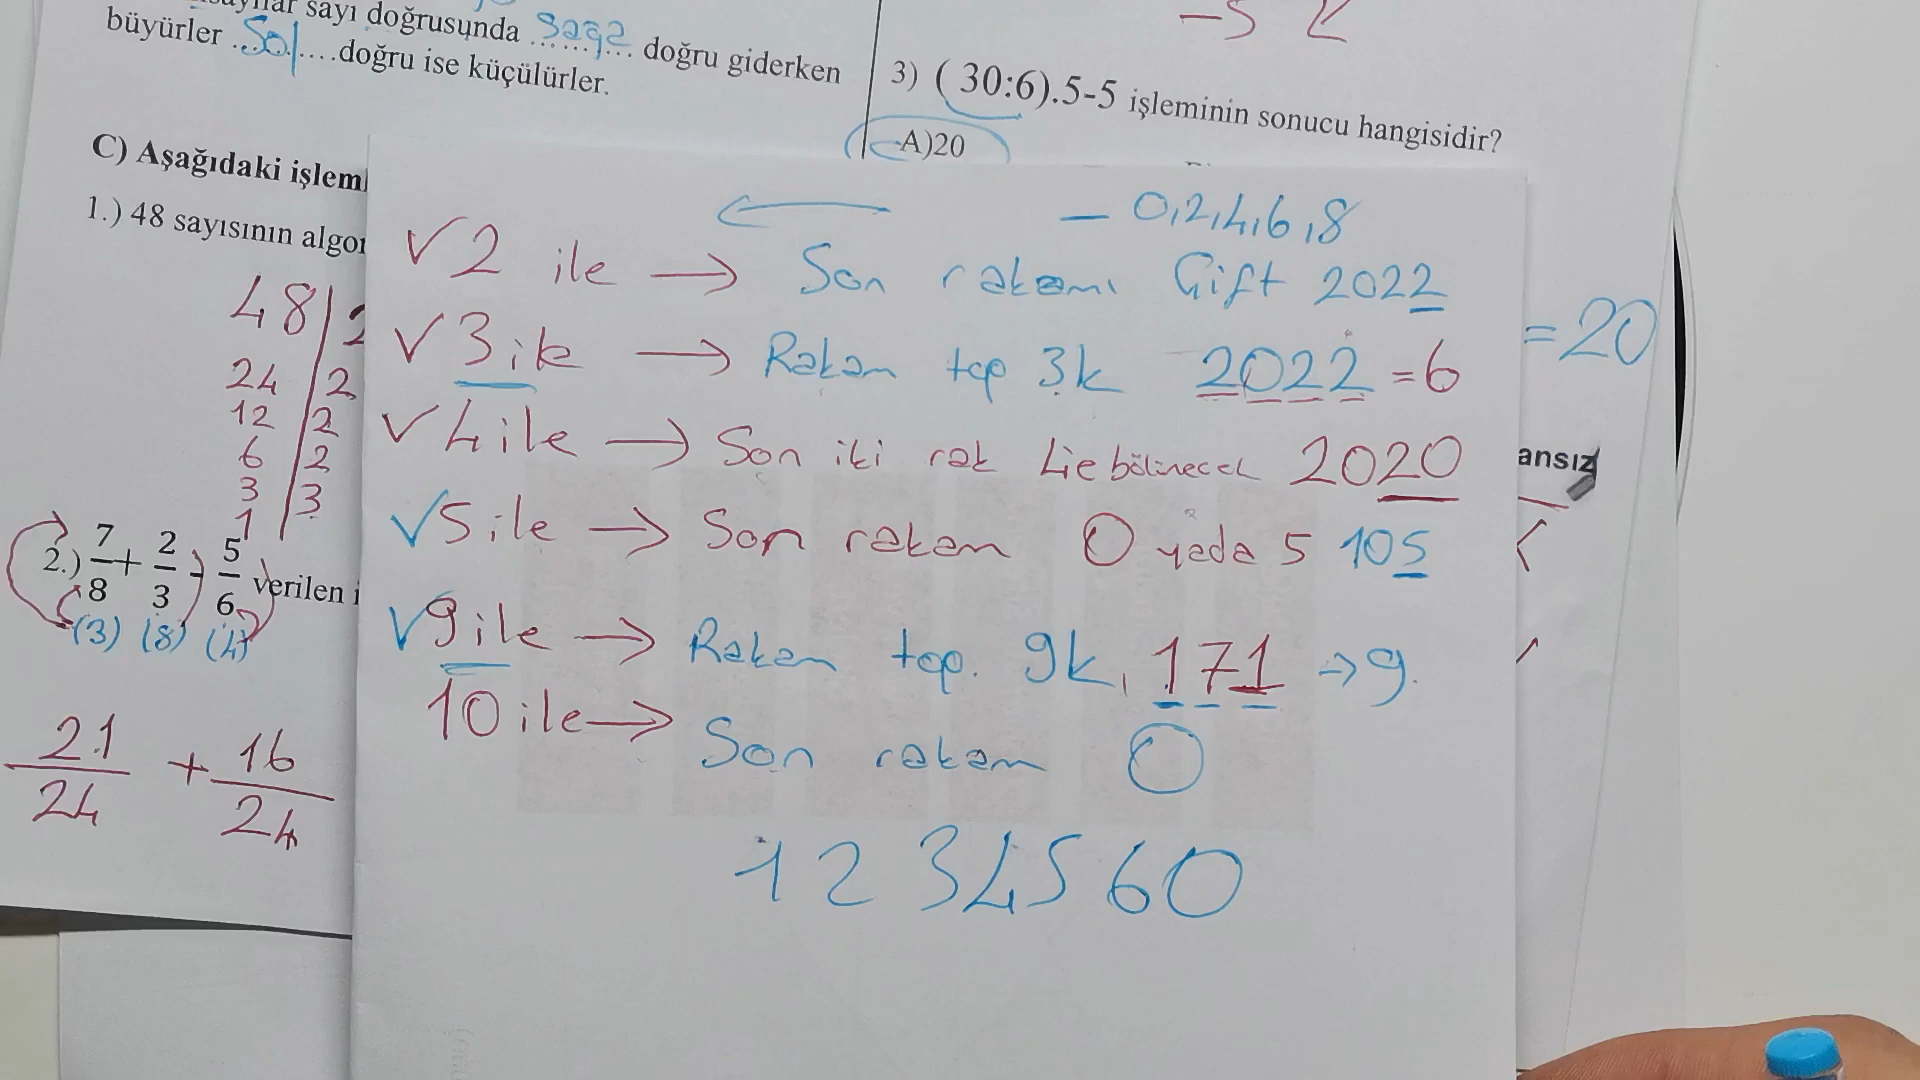 sayı doğrusunda sağa doğru giderken
büyürler Sol doğru ise küçülürler.
C) Aşağıdaki işleml
1.) 48 sayısının algor
48 2
24 2
12 2
6 2
3 3
1
2.) 7/8 + 2/3 - 5/6 verilen i
(3) (8) (4)
21/24 + 16/24
-5
3) ( 30:6).5-5 işleminin sonucu hangisidir?
A)20
= 20
ansız
— 0,2,4,6,8
✓2 ile → Son rakamı Çift 2022
✓3 ile → Rakam top 3k 2022 = 6
✓4 ile → Son iki rak 4'e bölünecek 2020
✓5 ile → Son rakam 0 yada 5 105
✓9 ile → Rakam top. 9k, 171 → 9
10 ile → Son rakam 0
1234560